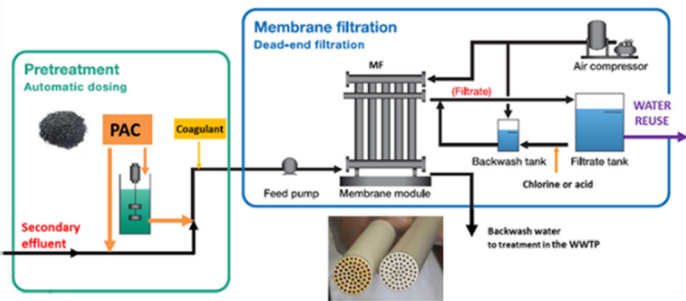 Membrane filtration
Dead-end filtration
Pretreatment
Automatic dosing
PAC
Coagulant
MF
(Filtrate)
Air compressor
WATER
REUSE
Backwash tank
Filtrate tank
Chlorine or acid
Feed pump
Membrane module
Secondary
effluent
Backwash water
to treatment in the WWTP